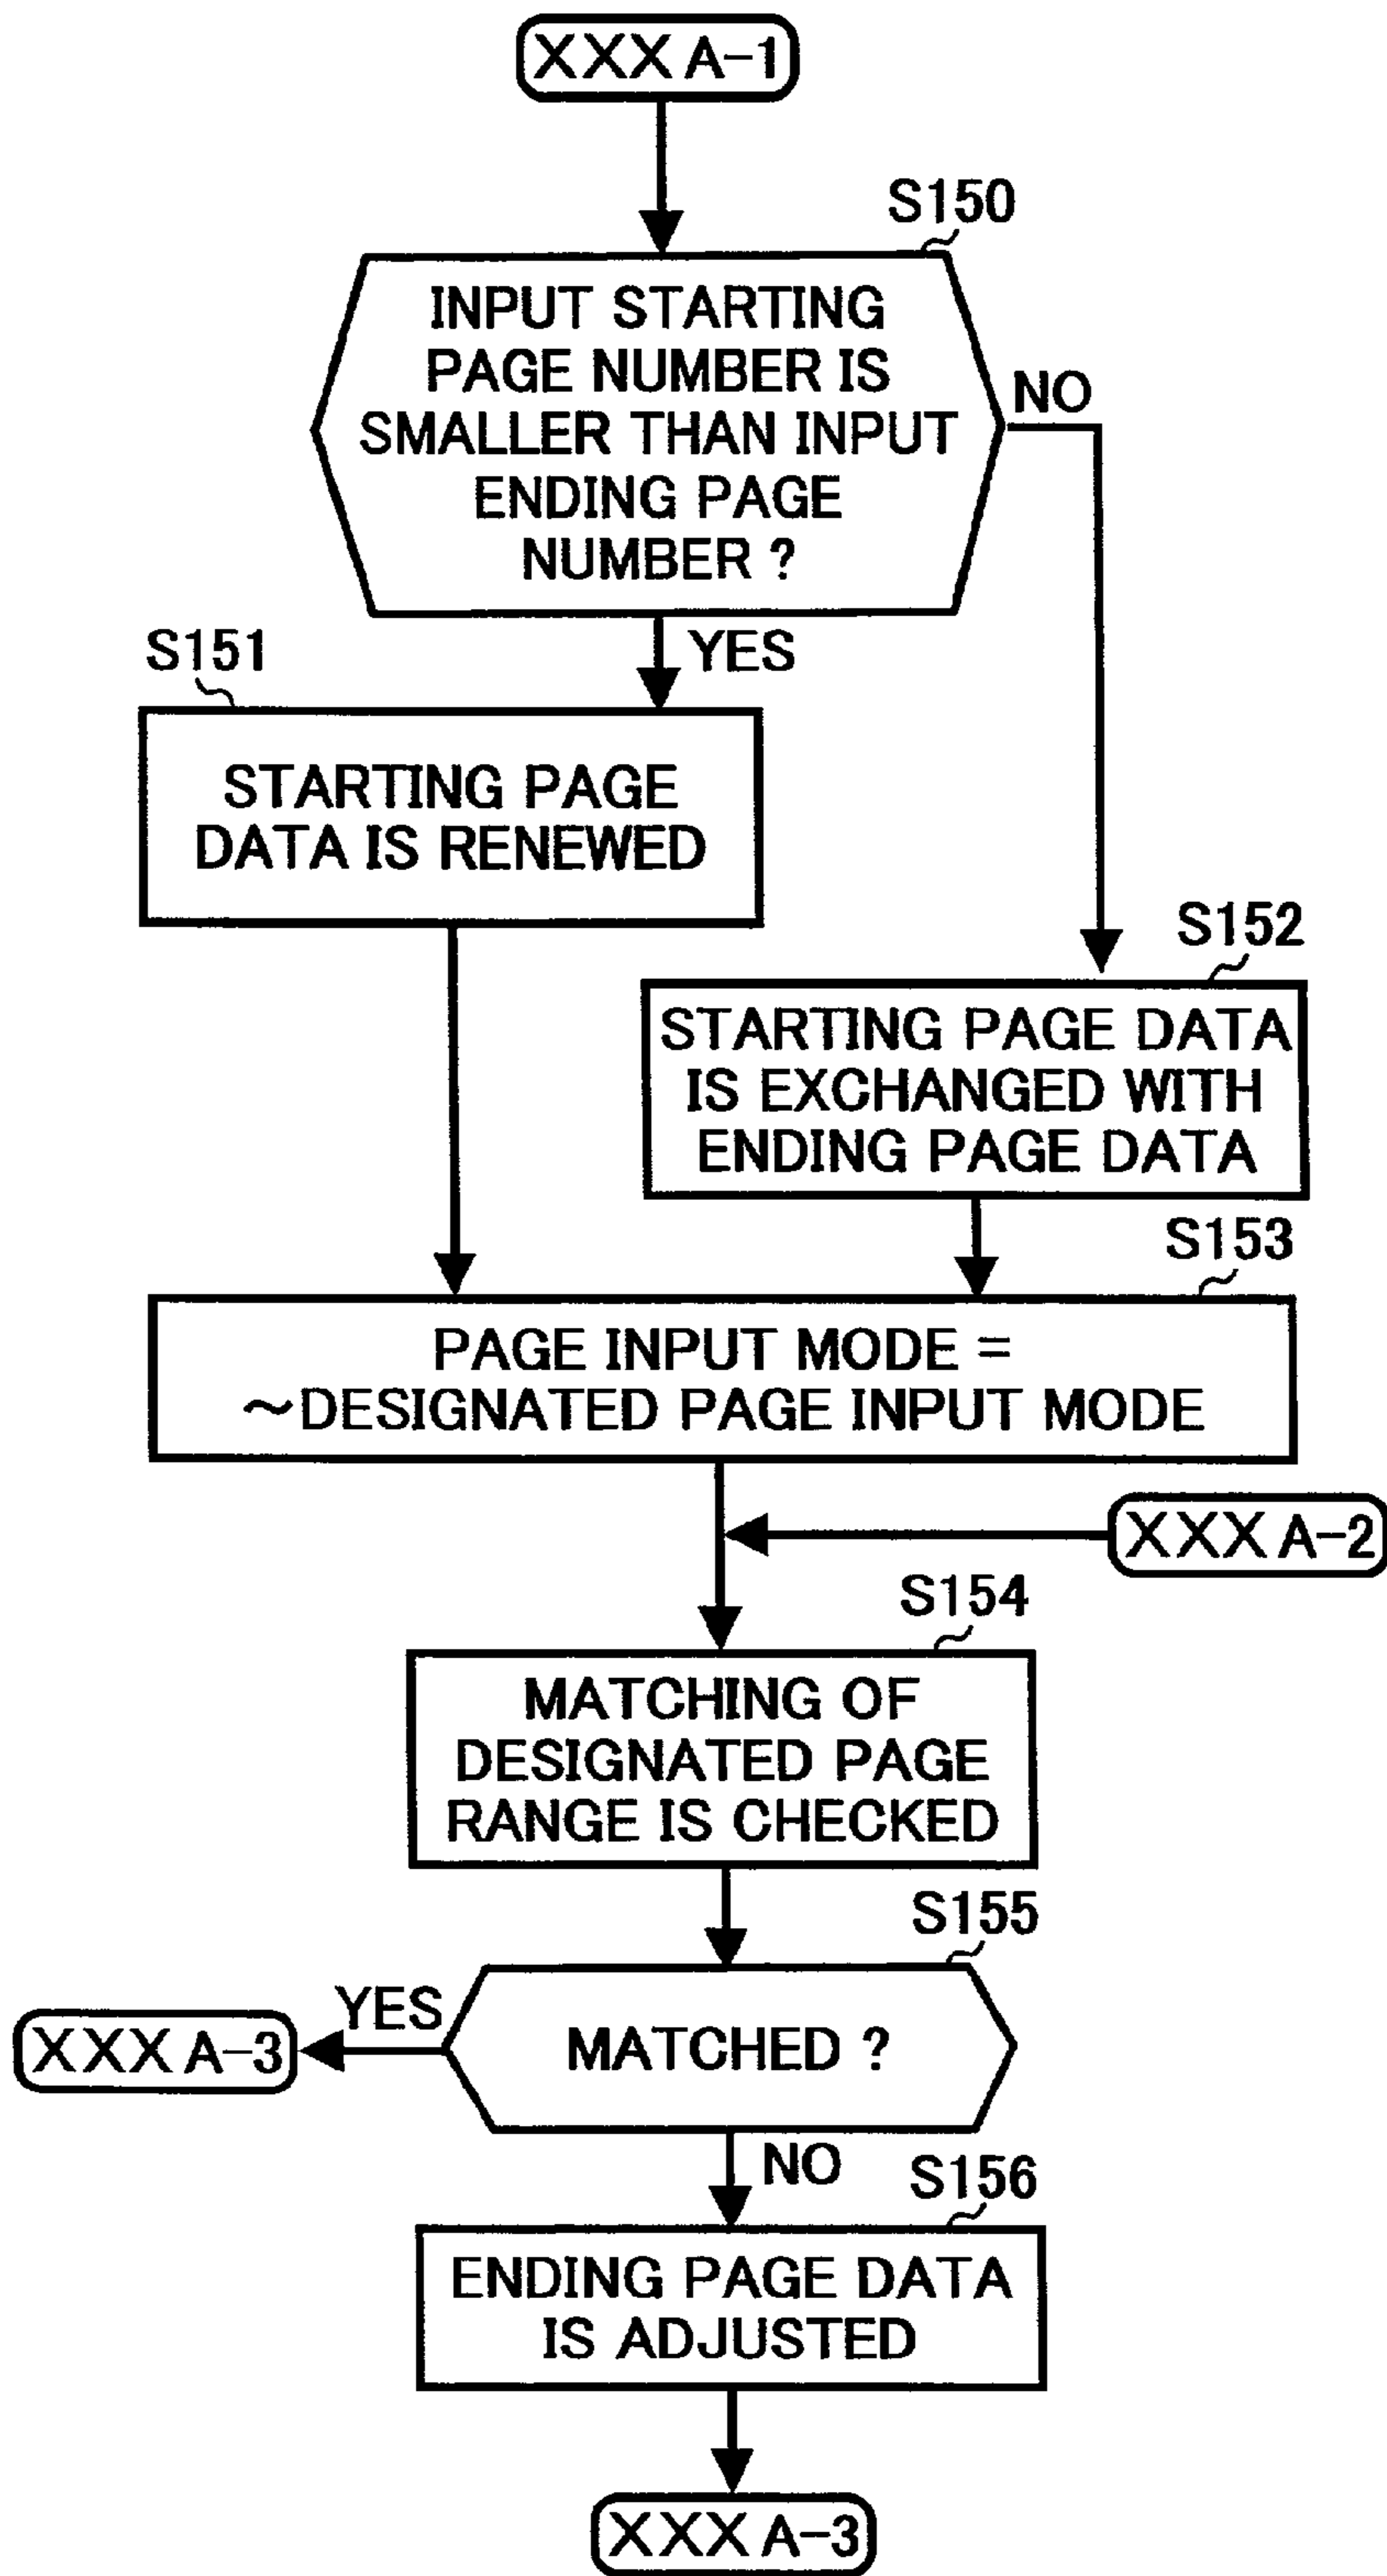 XXX A-1
S150
INPUT STARTING
PAGE NUMBER IS
SMALLER THAN INPUT
ENDING PAGE
NUMBER ?
NO
YES
S151
STARTING PAGE
DATA IS RENEWED
S152
STARTING PAGE DATA
IS EXCHANGED WITH
ENDING PAGE DATA
S153
PAGE INPUT MODE =
~DESIGNATED PAGE INPUT MODE
XXX A-2
S154
MATCHING OF
DESIGNATED PAGE
RANGE IS CHECKED
S155
MATCHED ?
YES
XXX A-3
NO
S156
ENDING PAGE DATA
IS ADJUSTED
XXX A-3